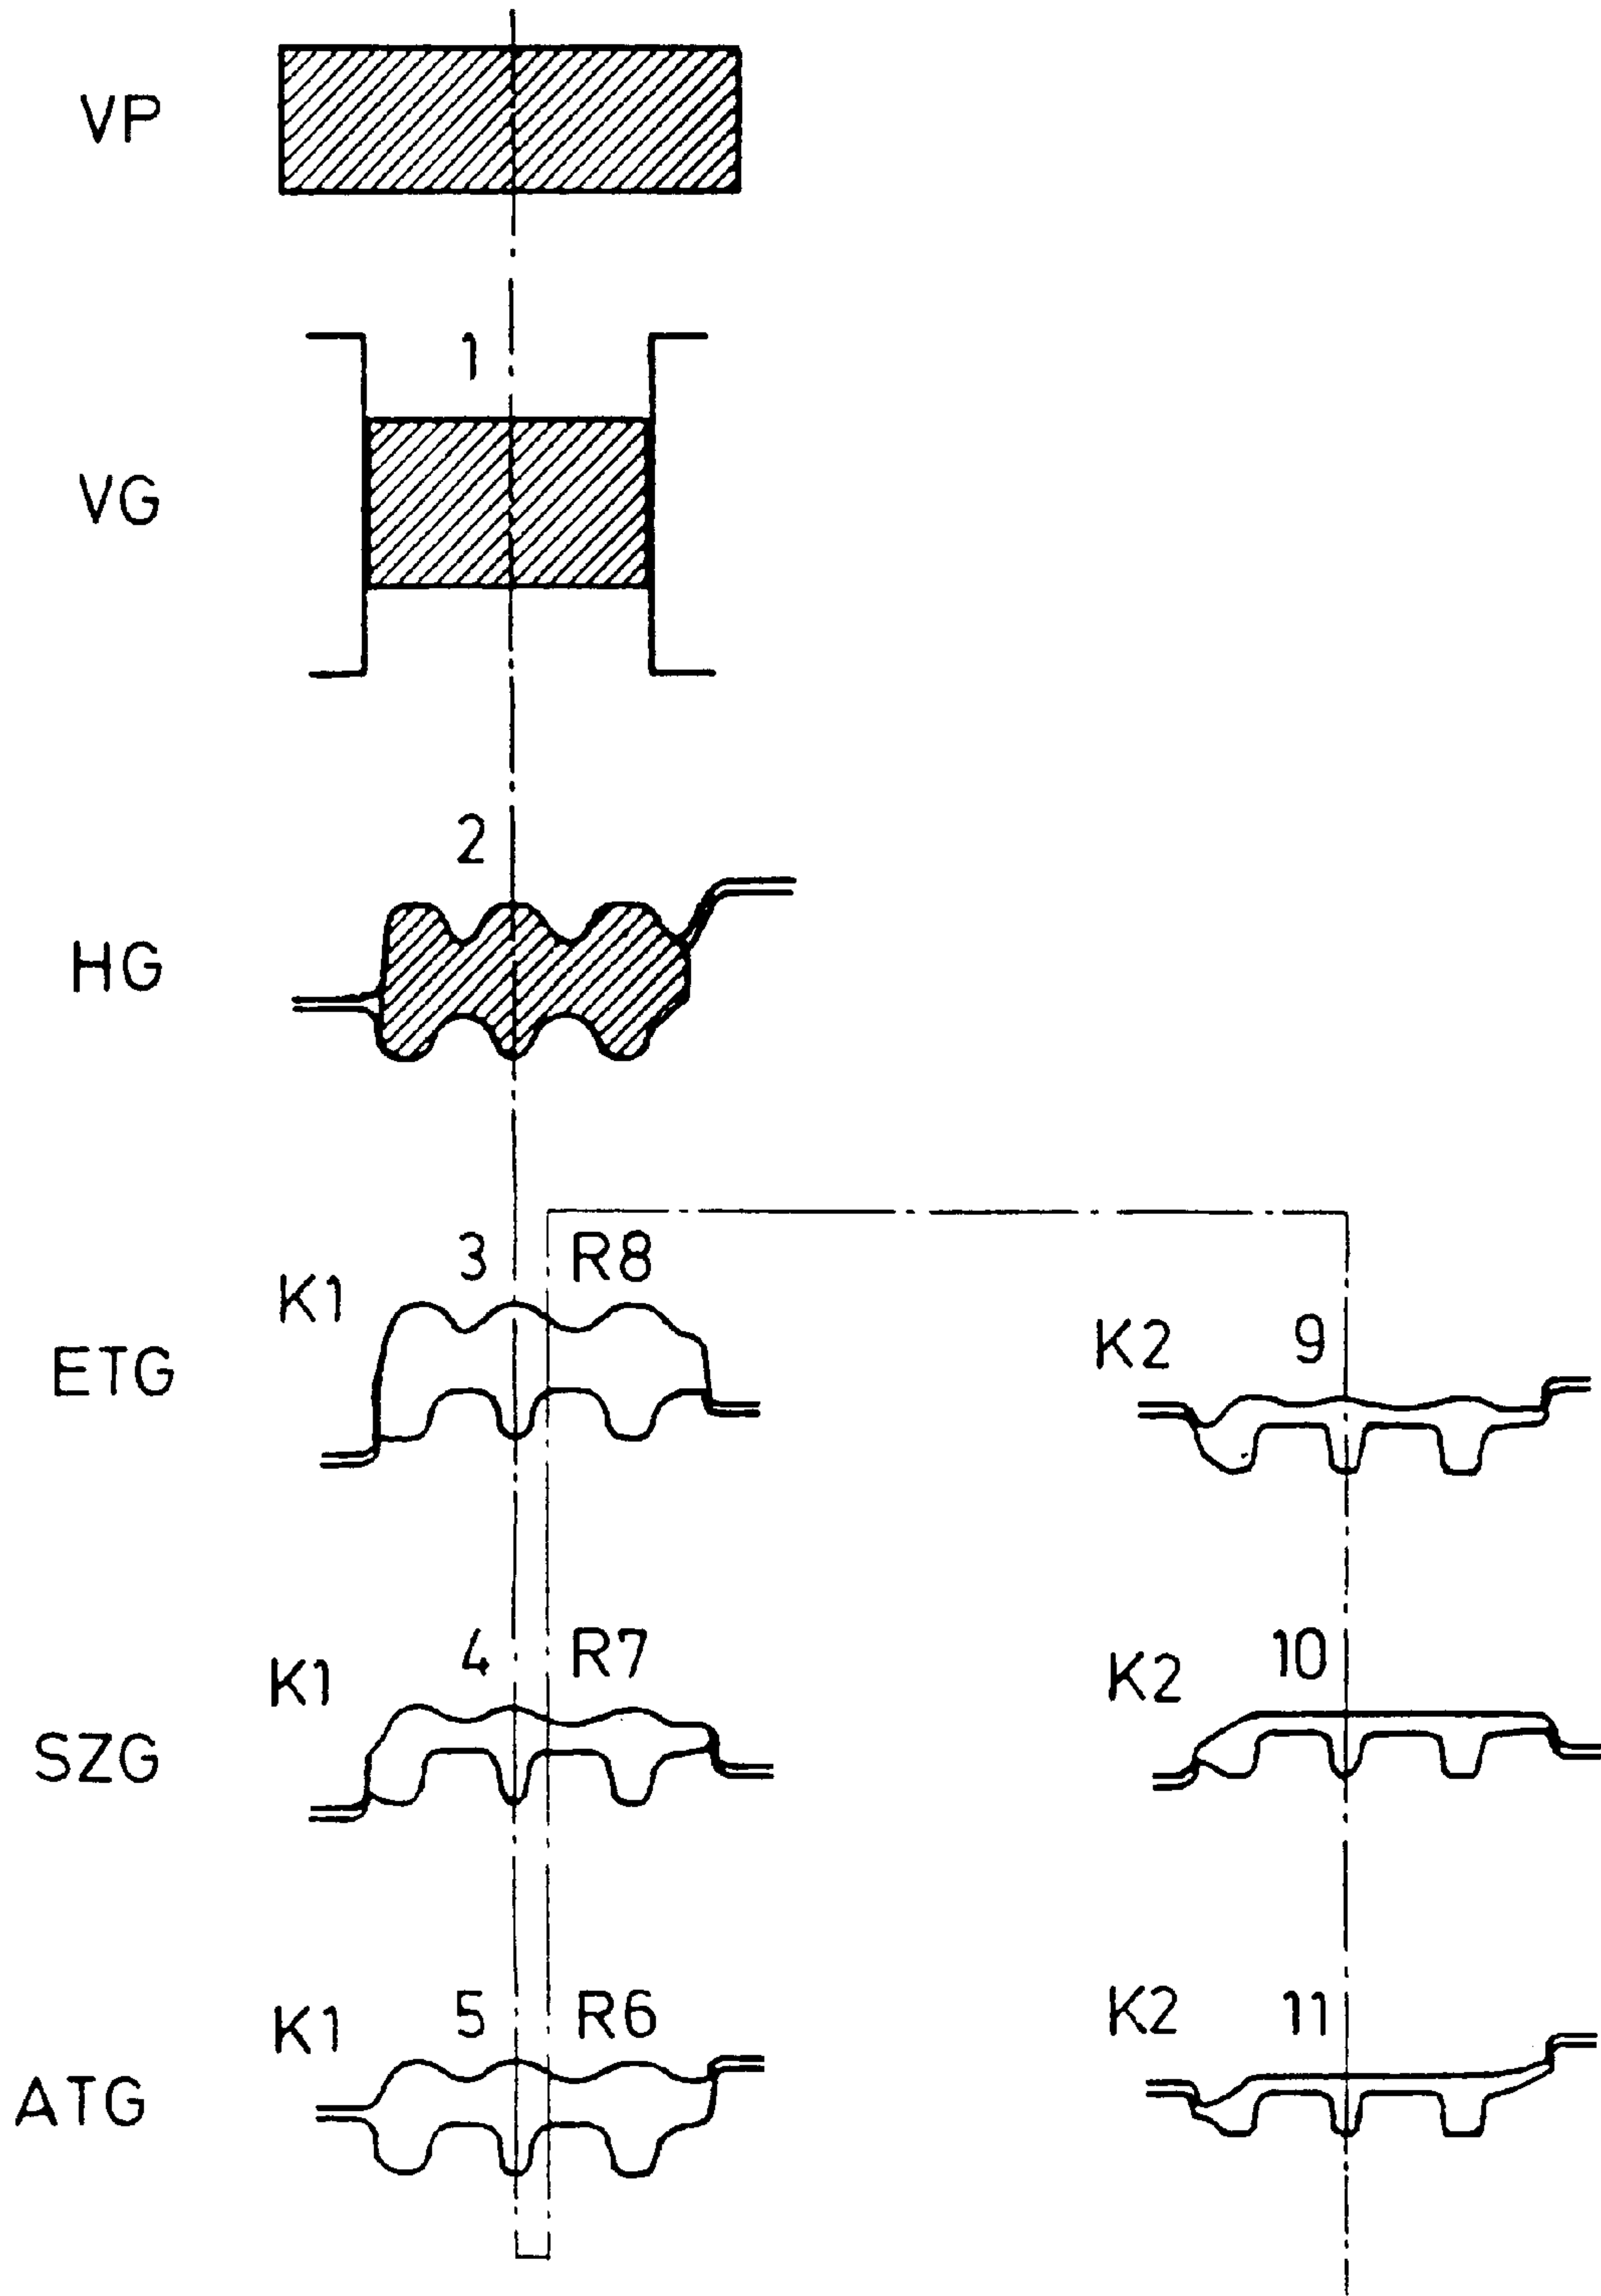 VP
1
VG
2
HG
3 R8
K1
K2 9
ETG
4 R7
K1
K2 10
SZG
5 R6
K1
K2 11
ATG